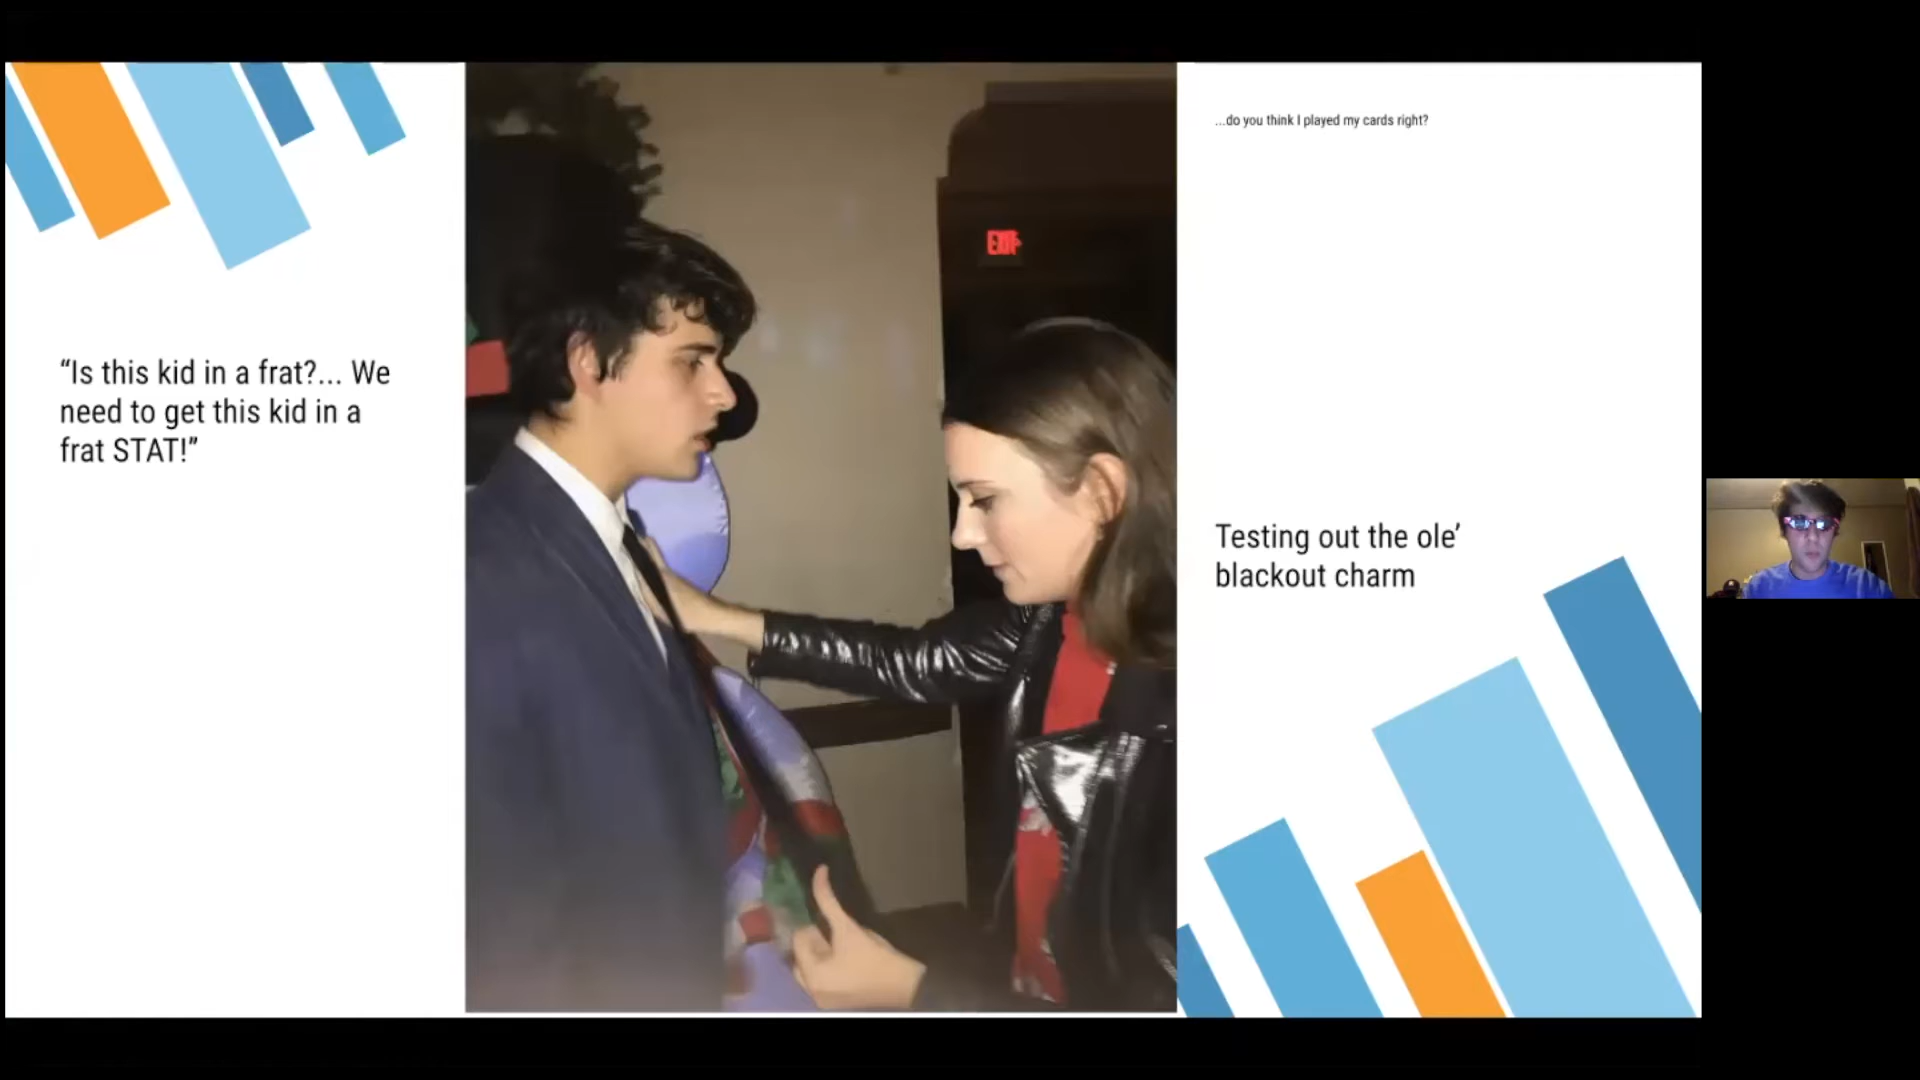 “Is this kid in a frat?... We
need to get this kid in a
frat STAT!”
EXIT
...do you think I played my cards right?
Testing out the ole’
blackout charm